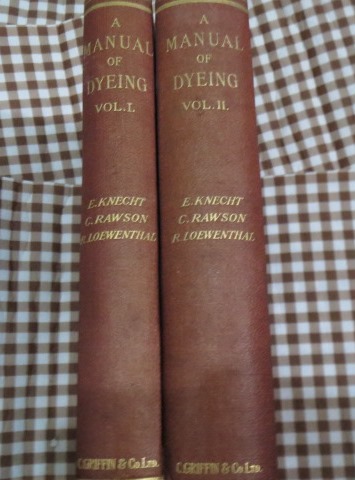 A
MANUAL
OF
DYEING
VOL. I.
E. KNECHT
C. RAWSON
R. LOEWENTHAL
C. GRIFFIN & Co LTD.
A
MANUAL
OF
DYEING
VOL. II.
E. KNECHT
C. RAWSON
R. LOEWENTHAL
C. GRIFFIN & Co LTD.